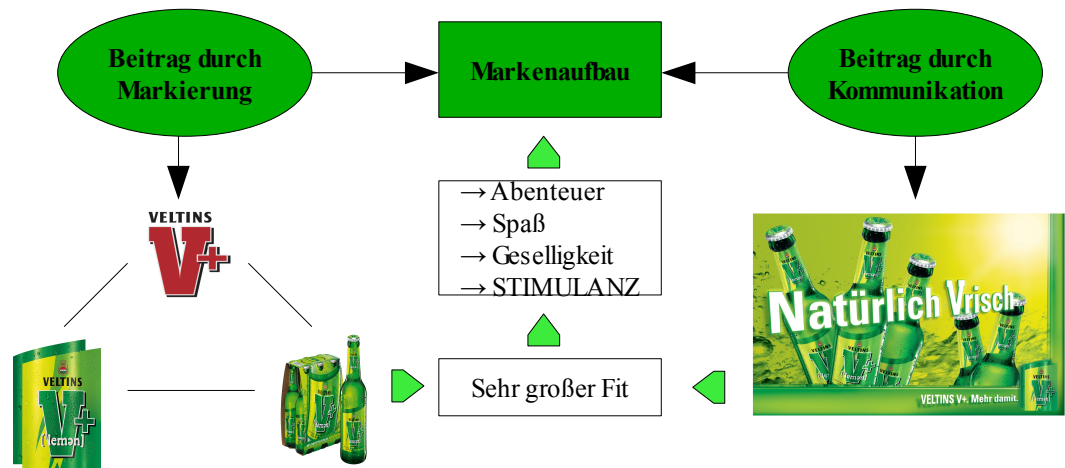 Beitrag durch
Markierung
Markenaufbau
Beitrag durch
Kommunikation
VELTINS
V+
→ Abenteuer
→ Spaß
→ Geselligkeit
→ STIMULANZ
Natürlich Vrisch.
VELTINS V+. Mehr damit.
VELTINS
V+
['lemən]
Sehr großer Fit